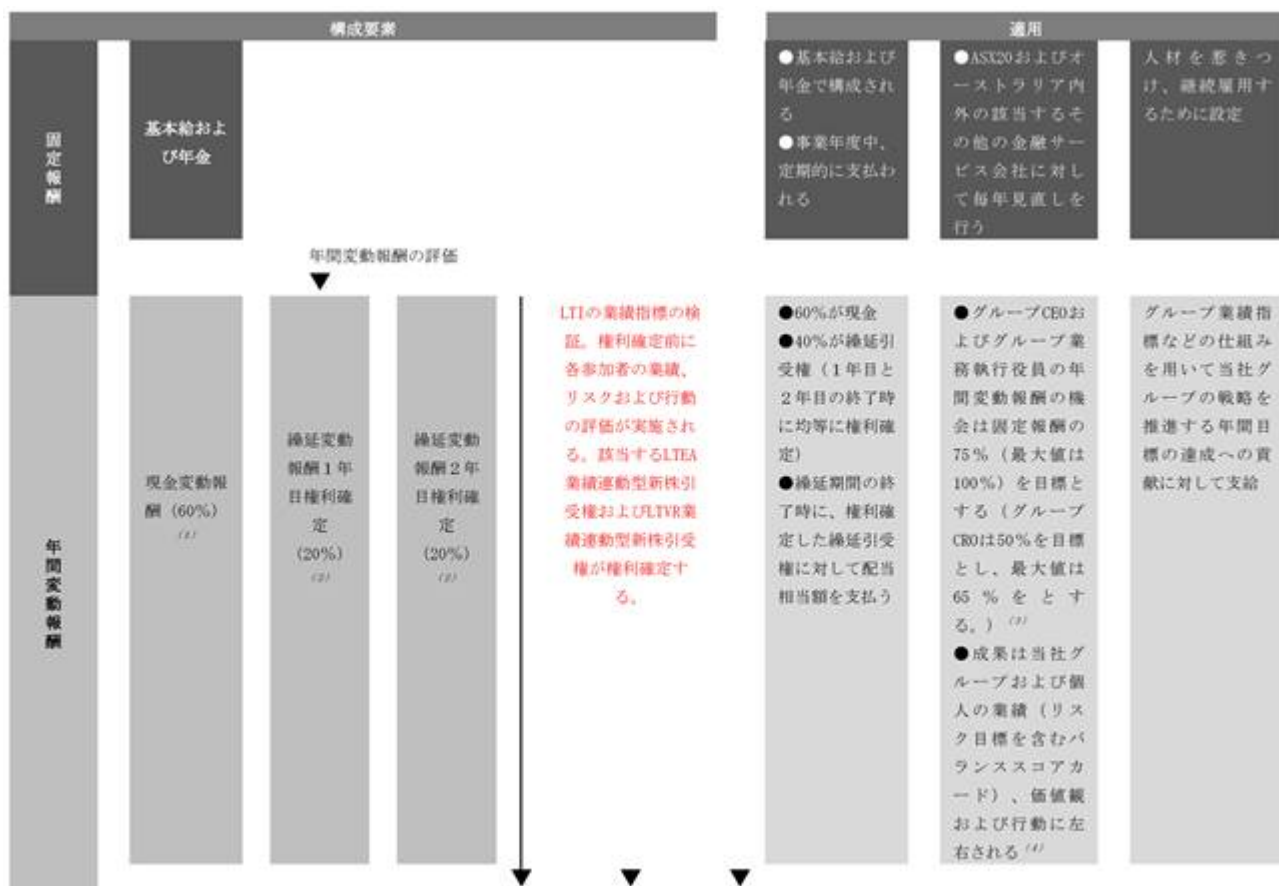 構成要素
適用
固定報酬
基本給およ
び年金
●基本給および
年金で構成され
る
●事業年度中、
定期的に支払わ
れる
●ASX20およびオ
ーストラリア内
外の該当するそ
の他の金融サー
ビス会社に対し
て毎年見直しを
行う
人材を惹きつ
け、継続雇用す
るために設定
年間変動報酬の評価
▼
年間変動報酬
現金変動報
酬（60%）
(1)
繰延変動
報酬１年
目権利確
定
(20%)
(2)
繰延変動
報酬２年
目権利確
定
(20%)
(2)
LTIの業績指標の検
証。権利確定前に
各参加者の業績、
リスクおよび行動
の評価が実施され
る。該当するLTEA
業績連動型新株引
受権およびLTVR業
績連動型新株引受
権が権利確定す
る。
●60％が現金
●40％が繰延引
受権（１年目と
２年目の終了時
に均等に権利確
定）
●繰延期間の終
了時に、権利確
定した繰延引受
権に対して配当
相当額を支払う
●グループCEOお
よびグループ業
務執行役員の年
間変動報酬の機
会は固定報酬の
75％（最大値は
100％）を目標と
する（グループ
CROは50％を目標
とし、最大値は
65％をとす
る。）(3)
●成果は当社グ
ループおよび個
人の業績（リス
ク目標を含むバ
ランススコアカ
ード）、価値観
および行動に左
右される(4)
グループ業績指
標などの仕組み
を用いて当社グ
ループの戦略を
推進する年間目
標の達成への貢
献に対して支給
▼ ▼ ▼